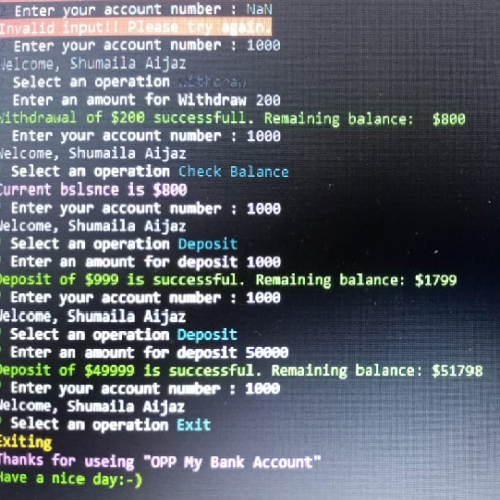 Enter your account number : NaN
Invalid input!! Please try again.
Enter your account number : 1000
Welcome, Shumaila Aijaz
Select an operation Withdraw
Enter an amount for Withdraw 200
Withdrawal of $200 successfull. Remaining balance: $800
? Enter your account number : 1000
Welcome, Shumaila Aijaz
? Select an operation Check Balance
Current bslsnce is $800
? Enter your account number : 1000
Welcome, Shumaila Aijaz
? Select an operation Deposit
? Enter an amount for deposit 1000
Deposit of $999 is successful. Remaining balance: $1799
? Enter your account number : 1000
Welcome, Shumaila Aijaz
? Select an operation Deposit
? Enter an amount for deposit 50000
Deposit of $49999 is successful. Remaining balance: $51798
? Enter your account number : 1000
Welcome, Shumaila Aijaz
? Select an operation Exit
Exiting
Thanks for useing "OPP My Bank Account"
Have a nice day:-)